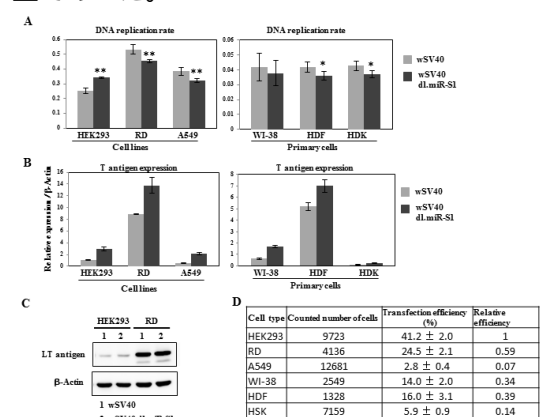 A
DNA replication rate
0.6
0.5
0.4
0.3
0.2
0.1
0
**
**
**
HEK293 RD A549
Cell lines
DNA replication rate
0.06
0.05
0.04
0.03
0.02
0.01
0.00
*
*
WI-38 HDF HDK
Primary cells
wSV40
wSV40
dl.miR-S1
B
T antigen expression
Relative expression/β-Actin
16
14
12
10
8
6
4
2
0
HEK293 RD A549
Cell lines
T antigen expression
8
7
6
5
4
3
2
1
0
WI-38 HDF HDK
Primary cells
wSV40
wSV40
dl.miR-S1
C
HEK293 RD
1 2 1 2
LT antigen
β-Actin
1 wSV40
D
Cell type Counted number of cells Transfection efficiency (%) Relative efficiency
HEK293 9723 41.2 ± 2.0 1
RD 4136 24.5 ± 2.1 0.59
A549 12681 2.8 ± 0.4 0.07
WI-38 2549 14.0 ± 2.0 0.34
HDF 1328 16.0 ± 3.1 0.39
HSK 7159 5.9 ± 0.9 0.14